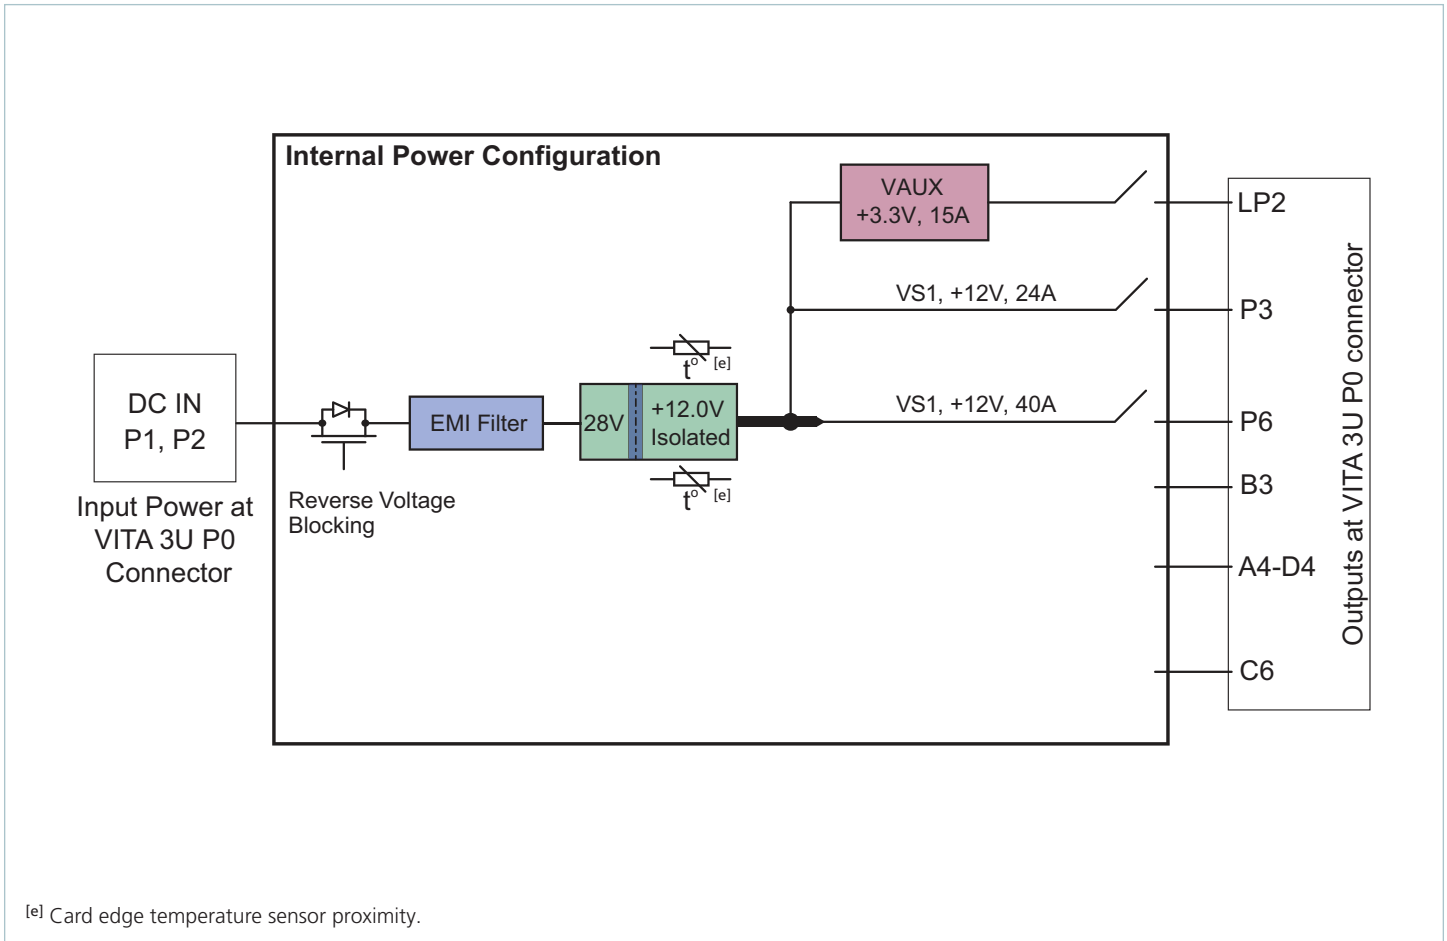 Internal Power Configuration
VAUX
+3.3V, 15A
LP2
VS1, +12V, 24A
P3
t° [e]
DC IN
P1, P2
EMI Filter
28V
+12.0V
Isolated
VS1, +12V, 40A
P6
t° [e]
B3
Input Power at
VITA 3U P0
Connector
Reverse Voltage
Blocking
A4-D4
C6
Outputs at VITA 3U P0 connector
[e] Card edge temperature sensor proximity.